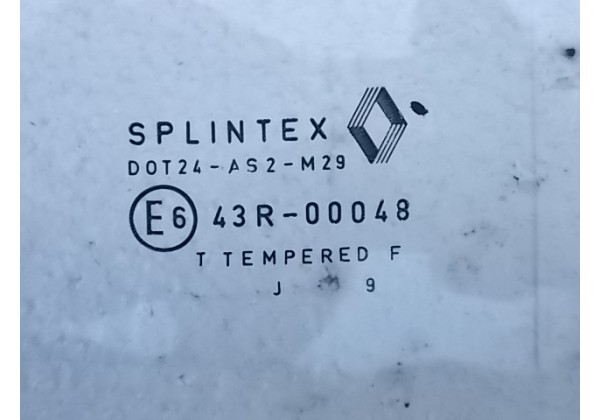 SPLINTEX
DOT24-AS2-M29
E6 43R-00048
T TEMPERED F
J 9